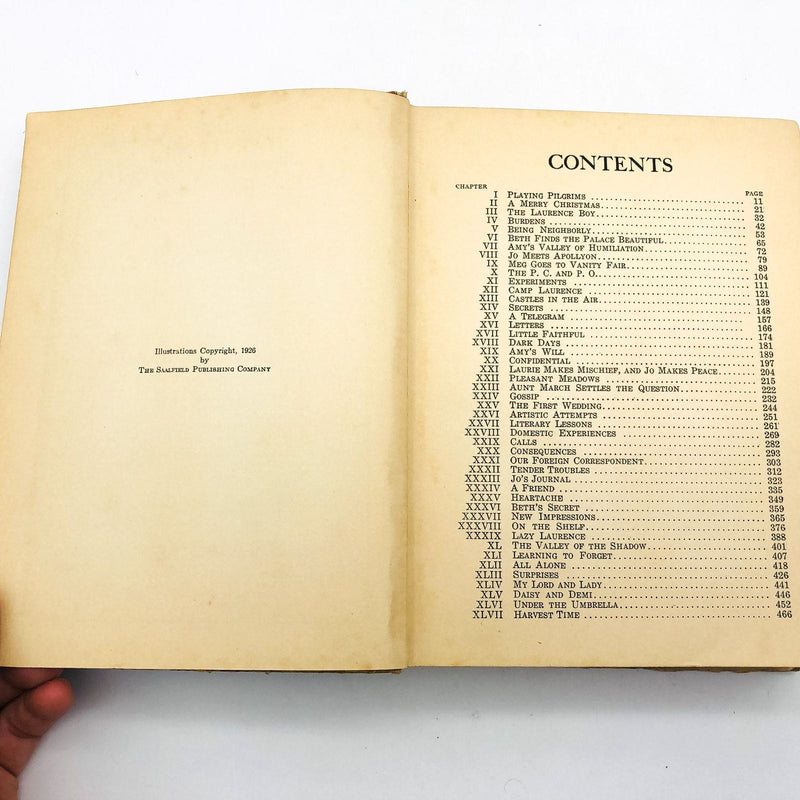 Illustrations Copyright, 1926
by
The Saalfield Publishing Company
CONTENTS
CHAPTER PAGE
I Playing Pilgrims 11
II A Merry Christmas 21
III The Laurence Boy 32
IV Burdens 42
V Being Neighborly 53
VI Beth Finds the Palace Beautiful 65
VII Amy's Valley of Humiliation 72
VIII Jo Meets Apollyon 79
IX Meg Goes to Vanity Fair 89
X The P. C. and P. O. 104
XI Experiments 111
XII Camp Laurence 121
XIII Castles in the Air 139
XIV Secrets 148
XV A Telegram 157
XVI Letters 166
XVII Little Faithful 174
XVIII Dark Days 181
XIX Amy's Will 189
XX Confidential 197
XXI Laurie Makes Mischief, and Jo Makes Peace 204
XXII Pleasant Meadows 215
XXIII Aunt March Settles the Question 222
XXIV Gossip 232
XXV The First Wedding 244
XXVI Artistic Attempts 251
XXVII Literary Lessons 261
XXVIII Domestic Experiences 269
XXIX Calls 282
XXX Consequences 293
XXXI Our Foreign Correspondent 303
XXXII Tender Troubles 312
XXXIII Jo's Journal 323
XXXIV A Friend 335
XXXV Heartache 349
XXXVI Beth's Secret 359
XXXVII New Impressions 365
XXXVIII On the Shelf 376
XXXIX Lazy Laurence 388
XL The Valley of the Shadow 401
XLI Learning to Forget 407
XLII All Alone 418
XLIII Surprises 426
XLIV My Lord and Lady 441
XLV Daisy and Demi 446
XLVI Under the Umbrella 452
XLVII Harvest Time 466